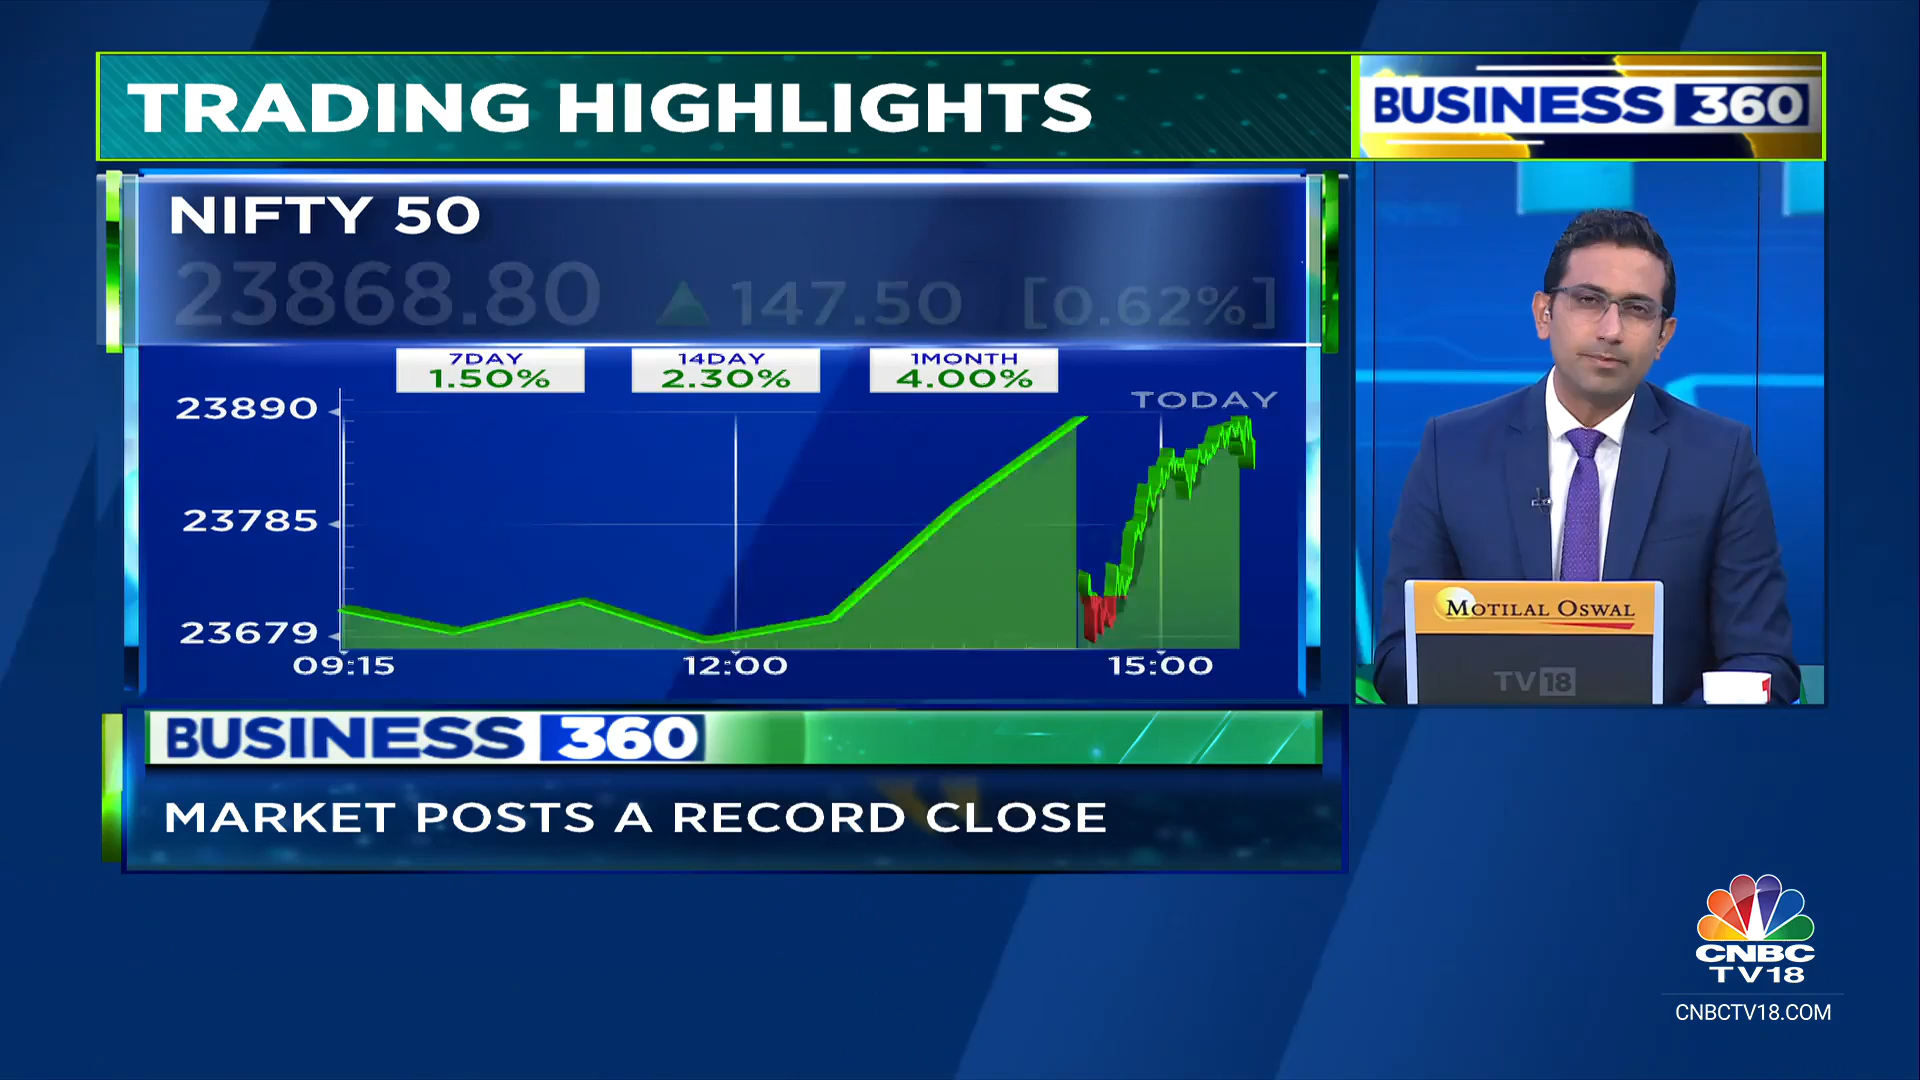 TRADING HIGHLIGHTS
BUSINESS 360
NIFTY 50
23868.80 147.50 [0.62%]
7DAY
1.50%
14DAY
2.30%
1MONTH
4.00%
TODAY
23890
23785
23679
09:15 12:00 15:00
MOTILAL OSWAL
TV18
BUSINESS 360
MARKET POSTS A RECORD CLOSE
CNBC
TV18
CNBCTV18.COM